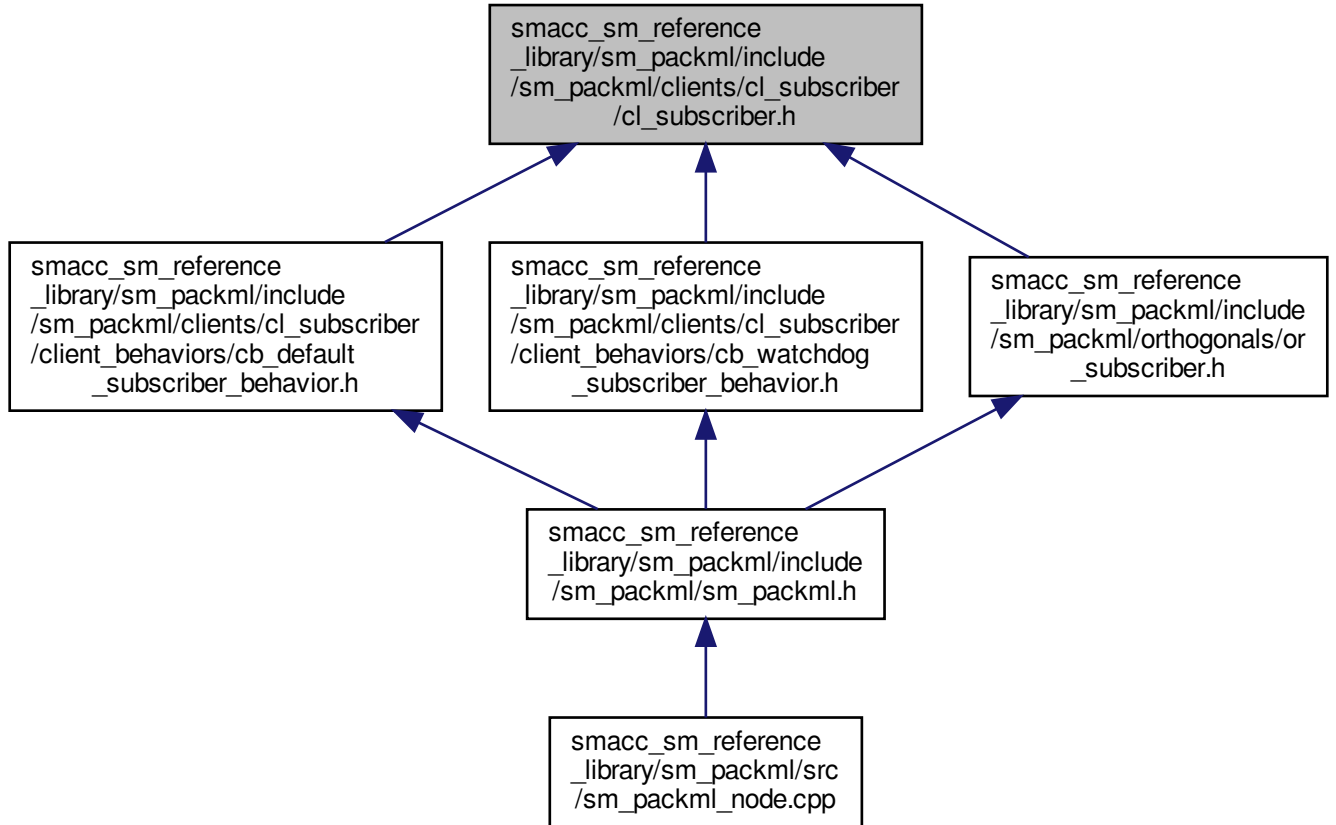 smacc_sm_reference
_library/sm_packml/include
/sm_packml/clients/cl_subscriber
/cl_subscriber.h
smacc_sm_reference
_library/sm_packml/include
/sm_packml/clients/cl_subscriber
/client_behaviors/cb_default
_subscriber_behavior.h
smacc_sm_reference
_library/sm_packml/include
/sm_packml/clients/cl_subscriber
/client_behaviors/cb_watchdog
_subscriber_behavior.h
smacc_sm_reference
_library/sm_packml/include
/sm_packml/orthogonals/or
_subscriber.h
smacc_sm_reference
_library/sm_packml/include
/sm_packml/sm_packml.h
smacc_sm_reference
_library/sm_packml/src
/sm_packml_node.cpp